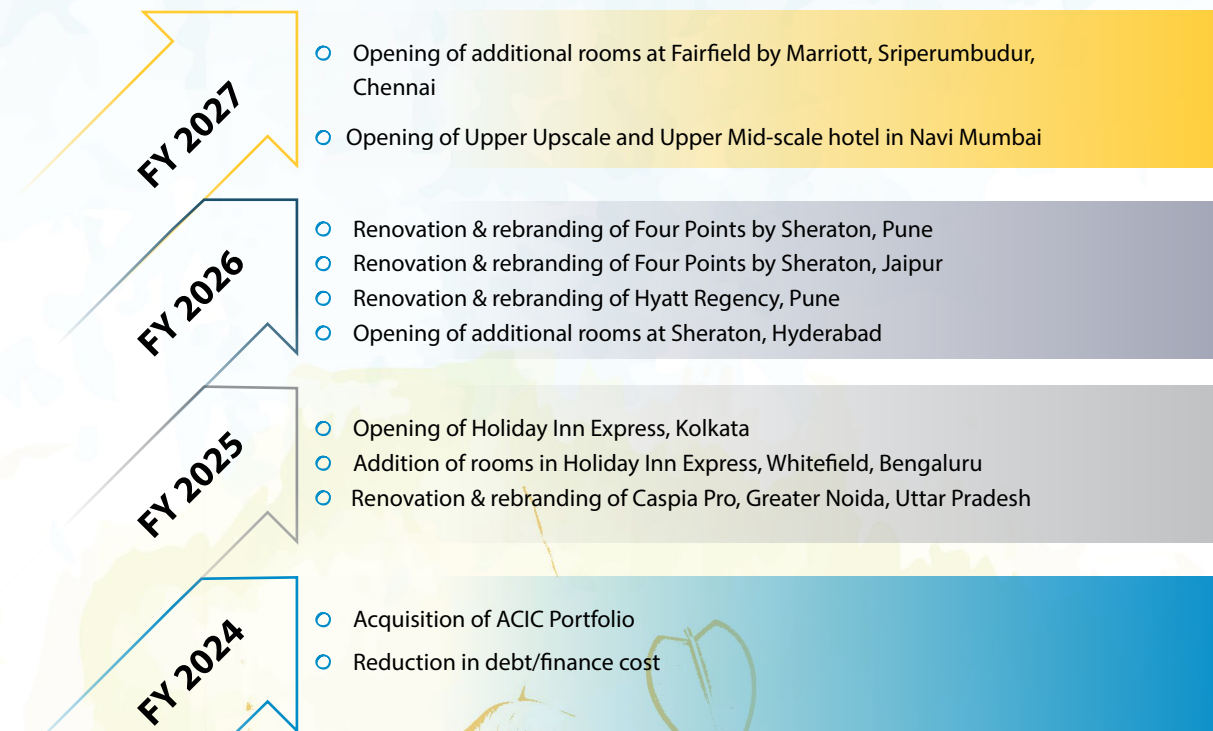 FY 2027
Opening of additional rooms at Fairfield by Marriott, Sriperumbudur,
Chennai
Opening of Upper Upscale and Upper Mid-scale hotel in Navi Mumbai
FY 2026
Renovation & rebranding of Four Points by Sheraton, Pune
Renovation & rebranding of Four Points by Sheraton, Jaipur
Renovation & rebranding of Hyatt Regency, Pune
Opening of additional rooms at Sheraton, Hyderabad
FY 2025
Opening of Holiday Inn Express, Kolkata
Addition of rooms in Holiday Inn Express, Whitefield, Bengaluru
Renovation & rebranding of Caspia Pro, Greater Noida, Uttar Pradesh
FY 2024
Acquisition of ACIC Portfolio
Reduction in debt/finance cost